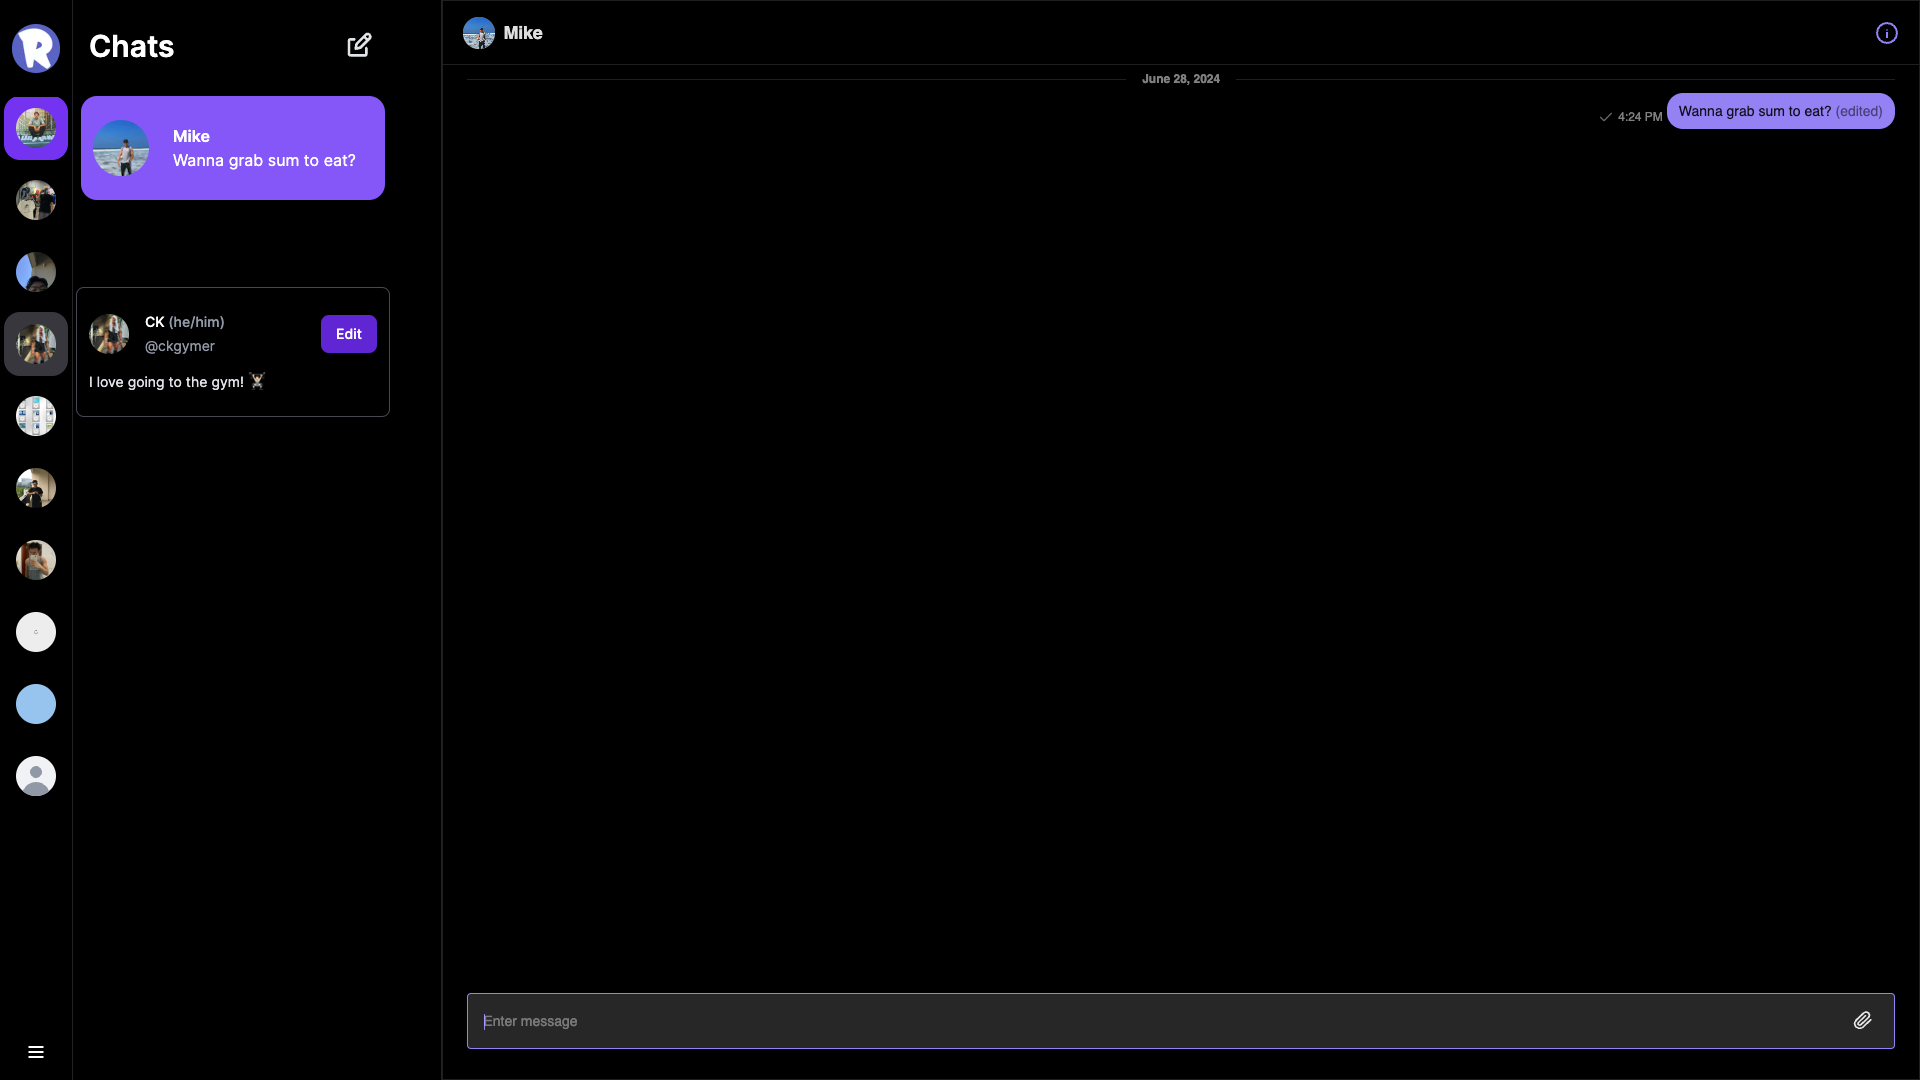 R
Chats
Mike
Wanna grab sum to eat?
CK (he/him)
@ckgymer
Edit
I love going to the gym! 🏋🏻
Mike
June 28, 2024
4:24 PM
Wanna grab sum to eat? (edited)
Enter message